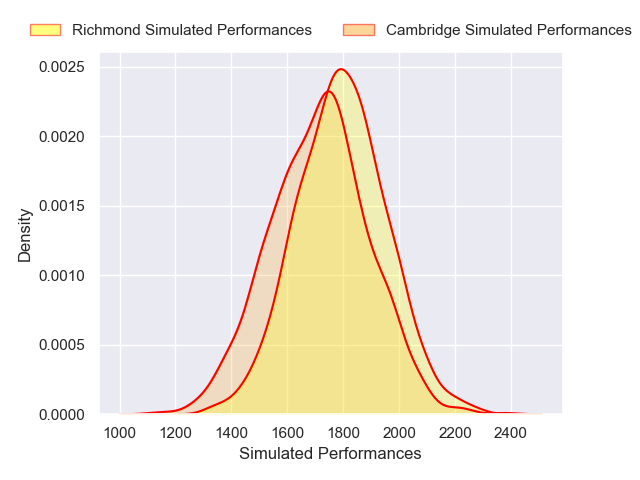 Richmond Simulated Performances Cambridge Simulated Performances
0.0025
0.0020
0.0015
0.0010
0.0005
0.0000
Density
1000 1200 1400 1600 1800 2000 2200 2400
Simulated Performances